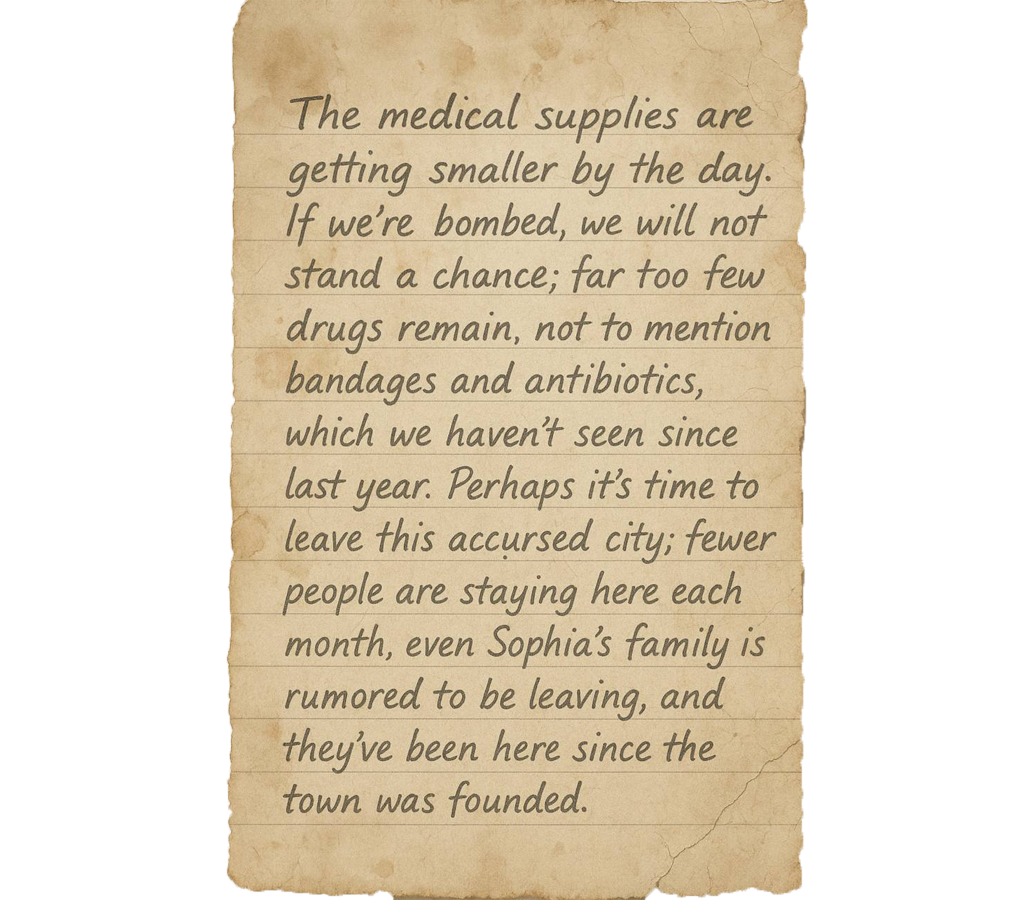 The medical supplies are
getting smaller by the day.
If we're bombed, we will not
stand a chance; far too few
drugs remain, not to mention
bandages and antibiotics,
which we haven't seen since
last year. Perhaps it's time to
leave this accursed city; fewer
people are staying here each
month, even Sophia's family is
rumored to be leaving, and
they've been here since the
town was founded.